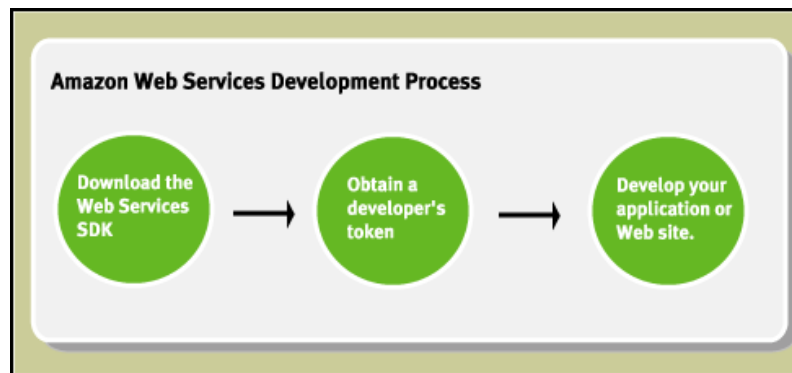 Amazon Web Services Development Process
Download the
Web Services
SDK
Obtain a
developer's
token
Develop your
application or
Web site.